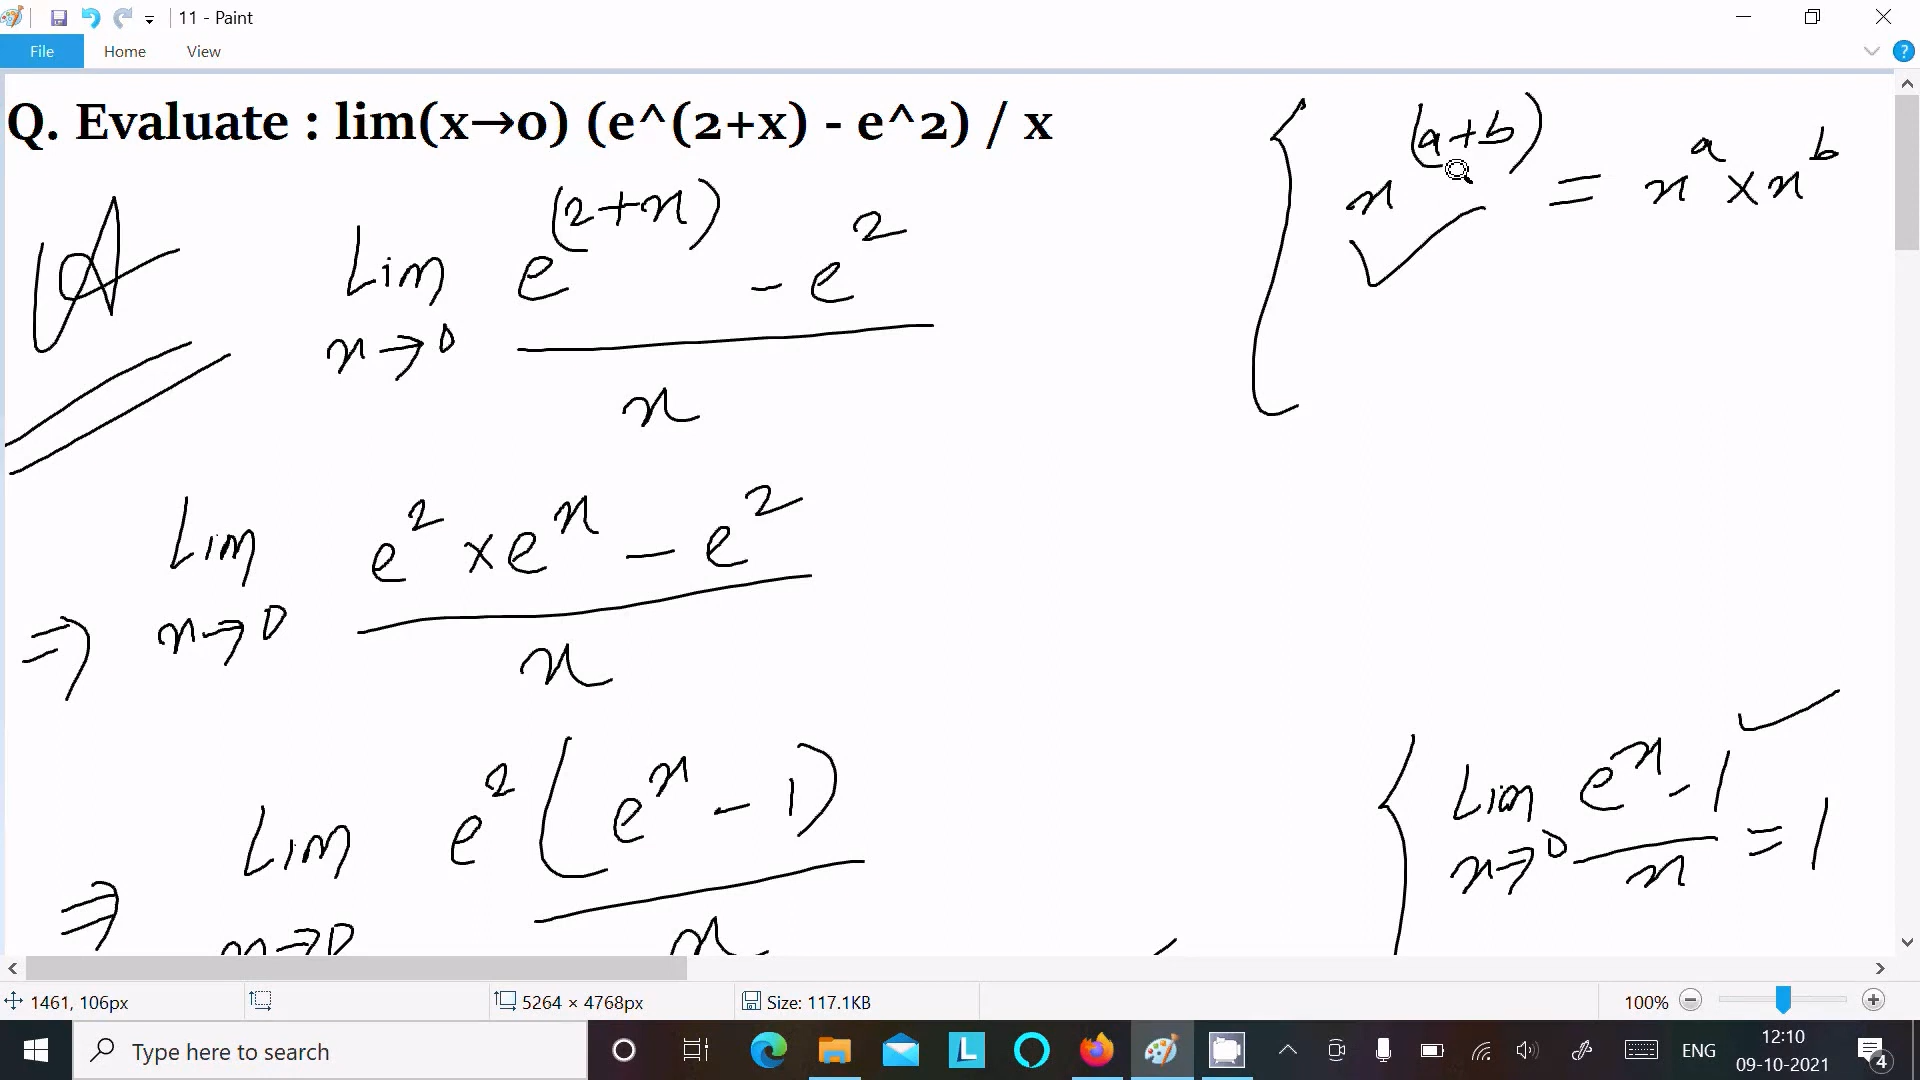 11 - Paint
File Home View
Q. Evaluate : lim(x→0) (e^(2+x) - e^2) / x
Lim x→0 (e^(2+x) - e^2) / x
x^(a+b) = x^a × x^b
⇒ Lim x→0 (e^2 × e^x - e^2) / x
⇒ Lim x→0 e^2 (e^x - 1) / x
Lim x→0 (e^x - 1) / x = 1
1461, 106px 5264 × 4768px Size: 117.1KB 100%
Type here to search
L
ENG
12:10
09-10-2021
4